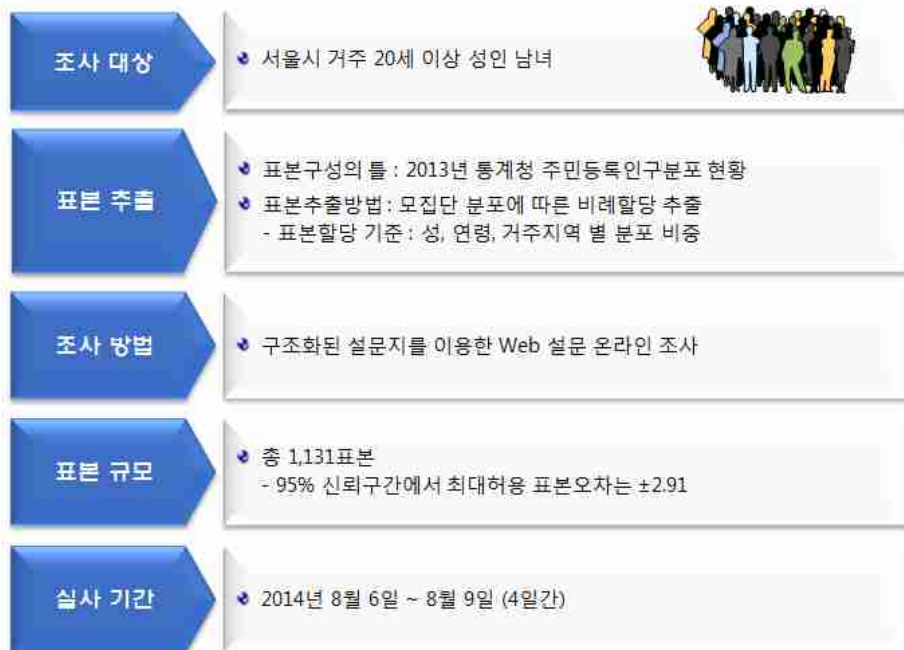 조사 대상
서울시 거주 20세 이상 성인 남녀
표본 추출
표본구성의 틀 : 2013년 통계청 주민등록인구분포 현황
표본추출방법 : 모집단 분포에 따른 비례할당 추출
- 표본할당 기준 : 성, 연령, 거주지역 별 분포 비중
조사 방법
구조화된 설문지를 이용한 Web 설문 온라인 조사
표본 규모
총 1,131표본
- 95% 신뢰구간에서 최대허용 표본오차는 ±2.91
실사 기간
2014년 8월 6일 ~ 8월 9일 (4일간)